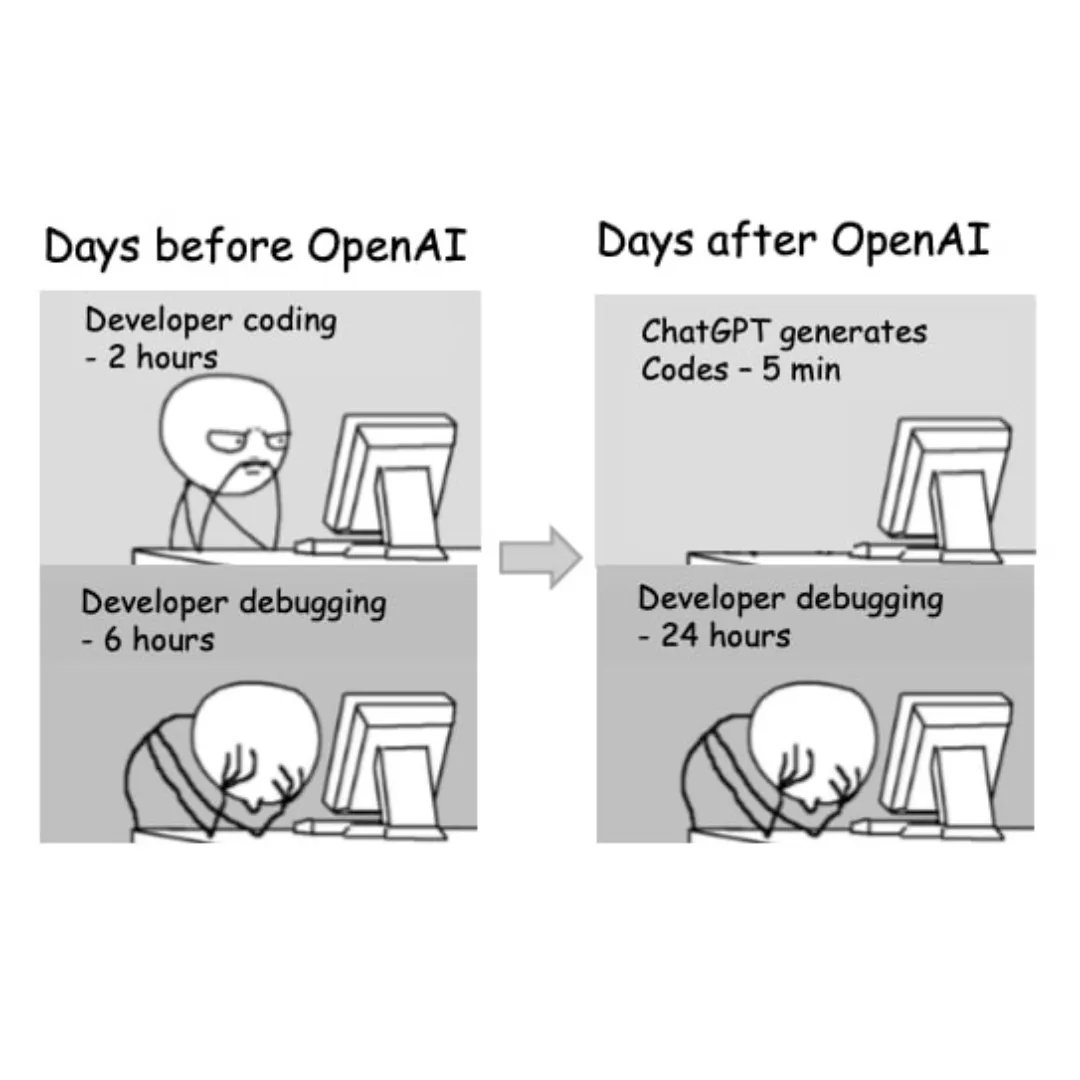 Days before OpenAI
Developer coding
- 2 hours
Developer debugging
- 6 hours
Days after OpenAI
ChatGPT generates
Codes - 5 min
Developer debugging
- 24 hours